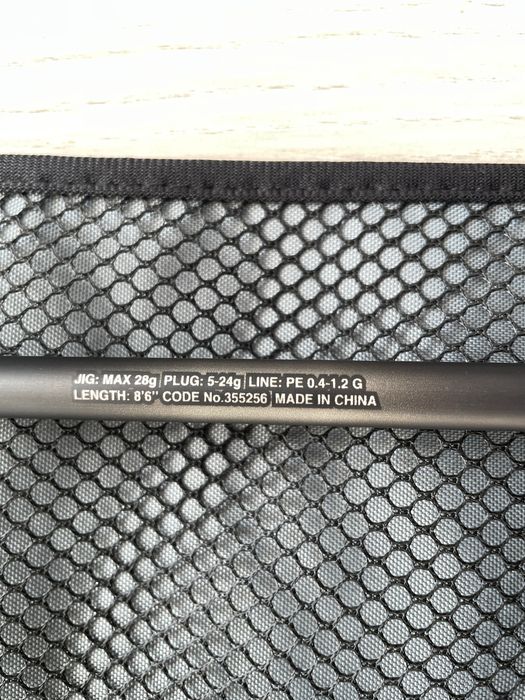 JIG: MAX 28g PLUG: 5-24g LINE: PE 0.4-1.2 G
LENGTH: 8'6'' CODE No.355256 MADE IN CHINA